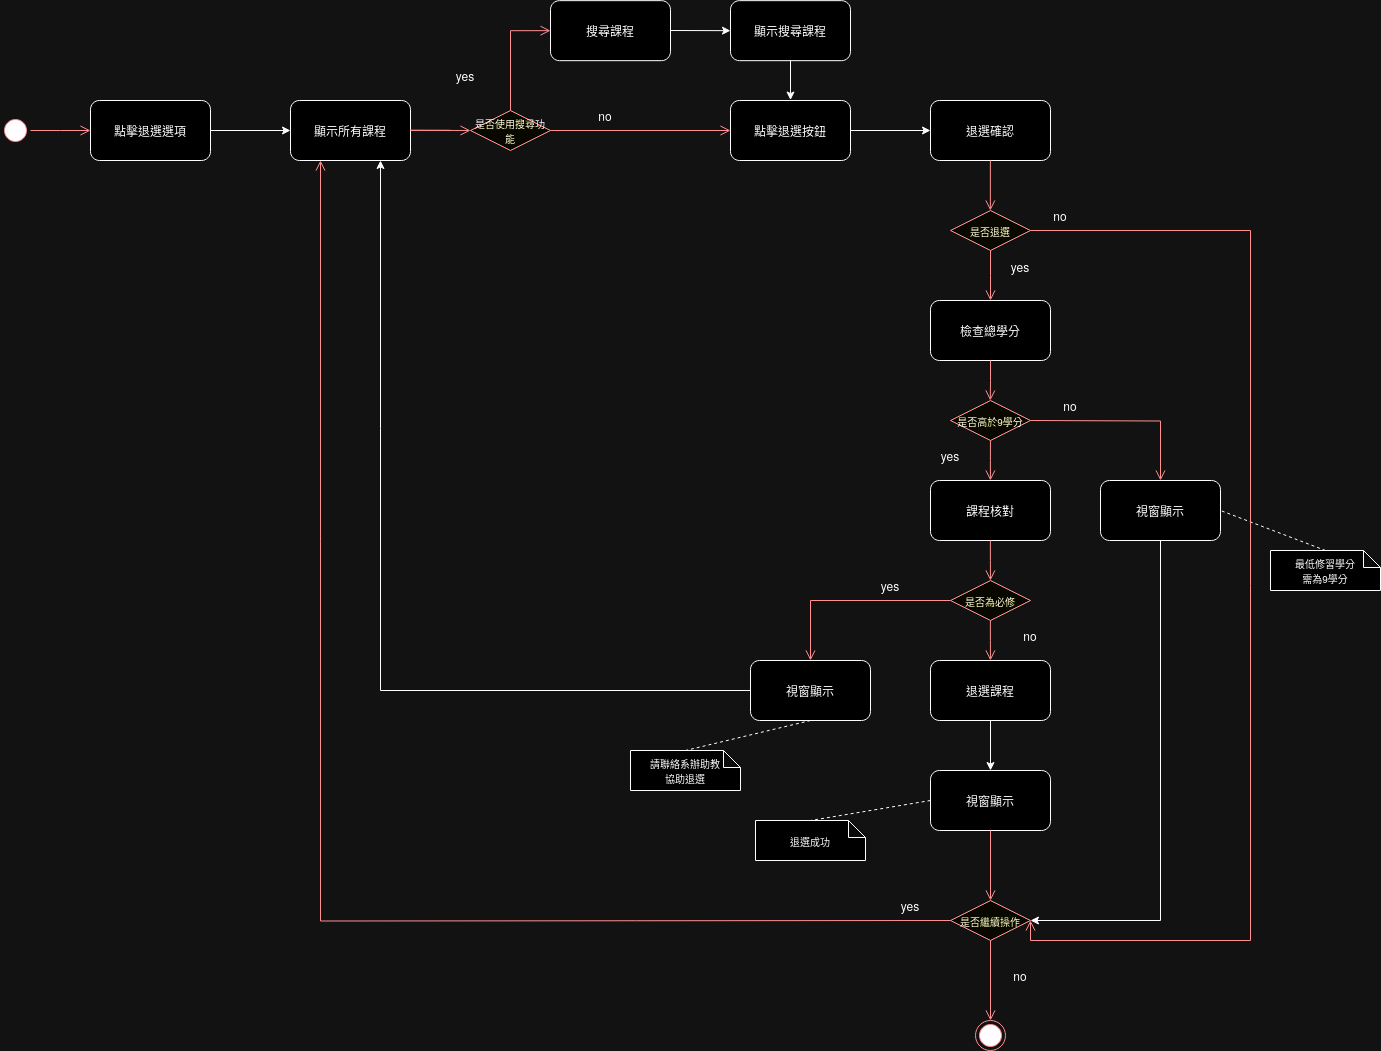 搜尋課程
顯示搜尋課程
yes
點擊退選選項
顯示所有課程
是否使用搜尋功
能
no
點擊退選按鈕
退選確認
是否退選
no
yes
檢查總學分
是否高於9學分
no
yes
課程核對
視窗顯示
最低修習學分
需為9學分
yes
是否為必修
no
視窗顯示
退選課程
請聯絡系辦助教
協助退選
視窗顯示
退選成功
yes
是否繼續操作
no